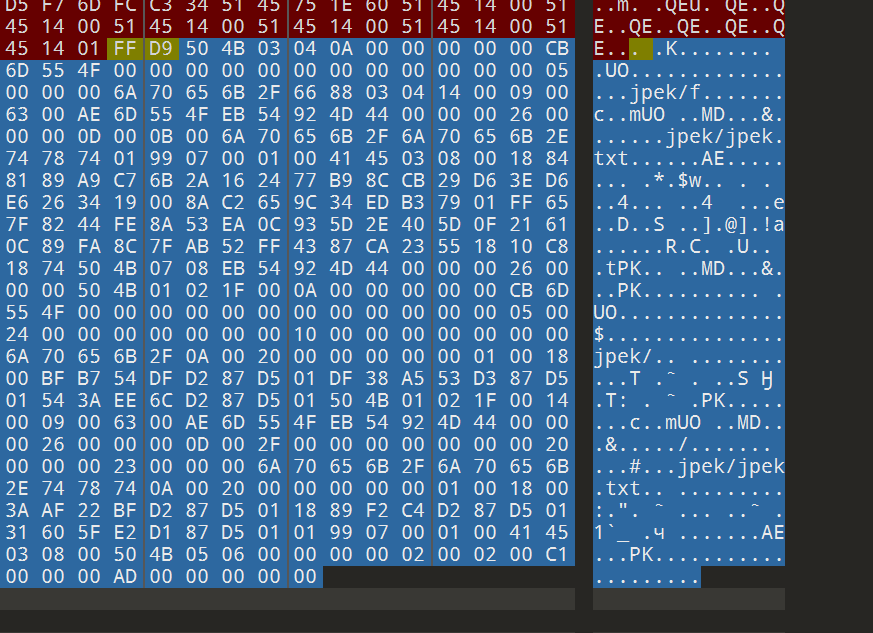 D5 F7 6D FC C3 34 51 45 75 1E 60 51 45 14 00 51 ..m. .QEu.`QE..Q
45 14 00 51 45 14 00 51 45 14 00 51 45 14 00 51 E..QE..QE..QE..Q
45 14 01 FF D9 50 4B 03 04 0A 00 00 00 00 00 CB E... .K........
6D 55 4F 00 00 00 00 00 00 00 00 00 00 00 00 05 .UO.............
00 00 00 6A 70 65 6B 2F 66 88 03 04 14 00 09 00 ...jpek/f.......
63 00 AE 6D 55 4F EB 54 92 4D 44 00 00 00 26 00 c..mUO ..MD...&.
00 00 0D 00 0B 00 6A 70 65 6B 2F 6A 70 65 6B 2E ......jpek/jpek.
74 78 74 01 99 07 00 01 00 41 45 03 08 00 18 84 txt......AE.....
81 89 A9 C7 6B 2A 16 24 77 B9 8C CB 29 D6 3E D6 ... .*.$w.. . .
E6 26 34 19 00 8A C2 65 9C 34 ED B3 79 01 FF 65 ..4... ..4 ...e
7F 82 44 FE 8A 53 EA 0C 93 5D 2E 40 5D 0F 21 61 ..D..S ..].@].!a
0C 89 FA 8C 7F AB 52 FF 43 87 CA 23 55 18 10 C8 ......R.C. .U..
18 74 50 4B 07 08 EB 54 92 4D 44 00 00 00 26 00 .tPK.. ..MD...&.
00 00 50 4B 01 02 1F 00 0A 00 00 00 00 00 CB 6D ..PK.......... .
55 4F 00 00 00 00 00 00 00 00 00 00 00 00 05 00 UO..............
24 00 00 00 00 00 00 00 10 00 00 00 00 00 00 00 $...............
6A 70 65 6B 2F 0A 00 20 00 00 00 00 00 01 00 18 jpek/.. ........
00 BF B7 54 DF D2 87 D5 01 DF 38 A5 53 D3 87 D5 ...T .
01 54 3A EE 6C D2 87 D5 01 50 4B 01 02 1F 00 14 .T: . .PK.....
00 09 00 63 00 AE 6D 55 4F EB 54 92 4D 44 00 00 ...c..mUO ..MD..
00 26 00 00 00 0D 00 2F 00 00 00 00 00 00 00 20 .&...../.......
00 00 00 23 00 00 00 6A 70 65 6B 2F 6A 70 65 6B ...#...jpek/jpek
2E 74 78 74 0A 00 20 00 00 00 00 00 01 00 18 00 .txt.. .........
3A AF 22 BF D2 87 D5 01 18 89 F2 C4 D2 87 D5 01 :.".
31 60 5F E2 D1 87 D5 01 01 99 07 00 01 00 41 45 1`_ .ч .......AE
03 08 00 50 4B 05 06 00 00 00 00 02 00 02 00 C1 ...PK...........
00 00 00 AD 00 00 00 00 00 .........